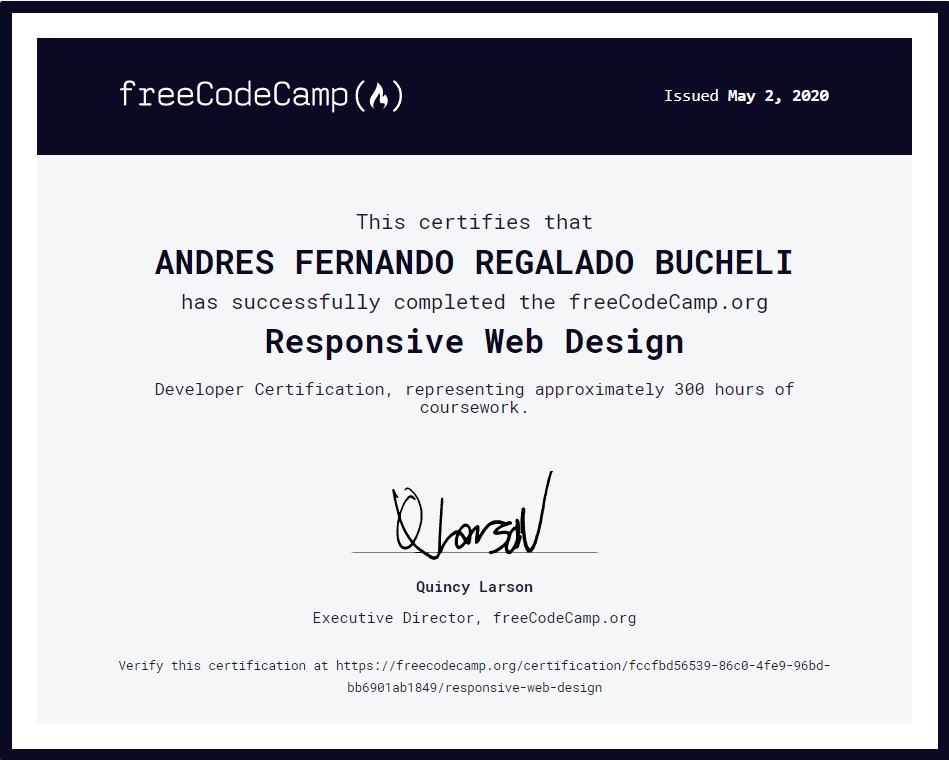 freeCodeCamp(🔥)
Issued May 2, 2020
This certifies that
ANDRES FERNANDO REGALADO BUCHELI
has successfully completed the freeCodeCamp.org
Responsive Web Design
Developer Certification, representing approximately 300 hours of
coursework.
QLarson
Quincy Larson
Executive Director, freeCodeCamp.org
Verify this certification at https://freecodecamp.org/certification/fccfbd56539-86c0-4fe9-96bd-
bb6901ab1849/responsive-web-design